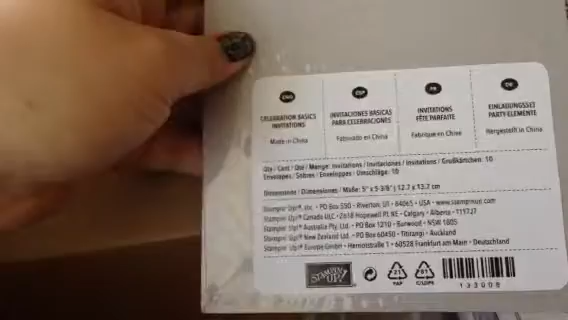 ENG
CELEBRATION BASICS
INVITATIONS
Made in China
ESP
INVITACIONES BÁSICAS
PARA CELEBRACIONES
Fabricado en China
FR
INVITATIONS
FÊTE PARFAITE
Fabriqué en Chine
DE
EINLADUNGSSET
PARTY-ELEMENTE
Hergestellt in China
Qty / Cant / Qté / Menge: Invitations / Invitaciones / Invitations / Grußkärtchen: 10
Envelopes / Sobres / Enveloppes / Umschläge: 10
Dimensions / Dimensiones / Dimensions / Maße: 5" x 5-3/8" | 12.7 x 13.7 cm
Stampin' Up!®, Inc. • PO Box 550 • Riverton, UT • 84065 • USA • www.stampinup.com
Stampin' Up!® Canada ULC • 2618 Hopewell Pl. NE • Calgary • Alberta •
Stampin' Up!® Australia Pty. Ltd. • PO Box 1210 • Burwood • NSW 1805
Stampin' Up!® New Zealand Ltd. • PO Box 60450 • Titirangi • Auckland
Stampin' Up!® Europe GmbH • Herriotstraße 1 • 60528 Frankfurt am Main • Deutschland
STAMPIN' UP!
21
PAP
81
C/LDPE
133008